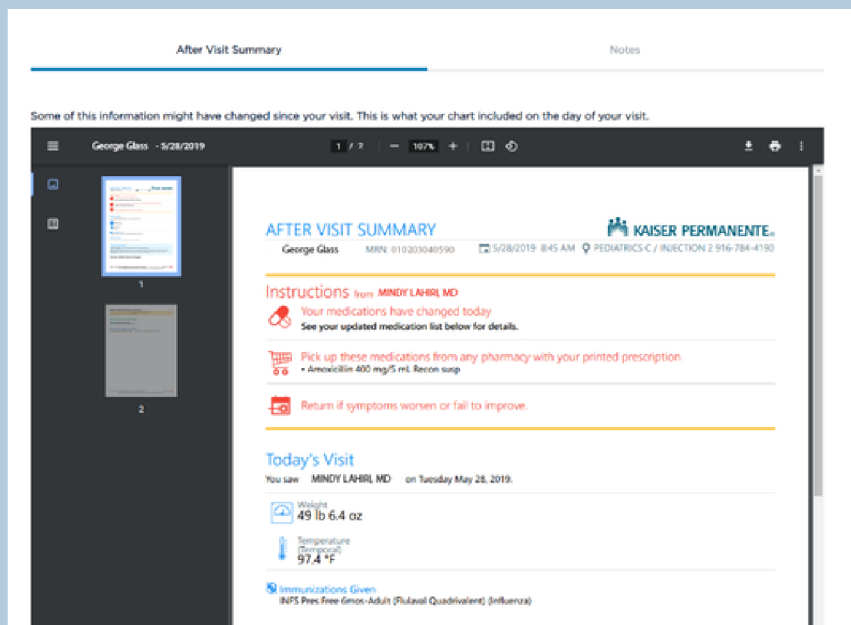 After Visit Summary
Notes
Some of this information might have changed since your visit. This is what your chart included on the day of your visit.
George Glass - 5/28/2019
1 / 2
107%
AFTER VISIT SUMMARY
KAISER PERMANENTE®
George Glass MRN: 010203040590 5/28/2019 8:45 AM PEDIATRICS-C / INJECTION 2 916-784-4190
Instructions from MINDY LAHIRI, MD
Your medications have changed today
See your updated medication list below for details.
Pick up these medications from any pharmacy with your printed prescription
• Amoxicillin 400 mg/5 mL Recon susp
Return if symptoms worsen or fail to improve.
Today's Visit
You saw MINDY LAHIRI, MD on Tuesday May 28, 2019.
Weight
49 lb 6.4 oz
Temperature
(Temporal)
97.4 °F
Immunizations Given
INFS Pres Free 6mos-Adult (Flulaval Quadrivalent) (Influenza)
1
2